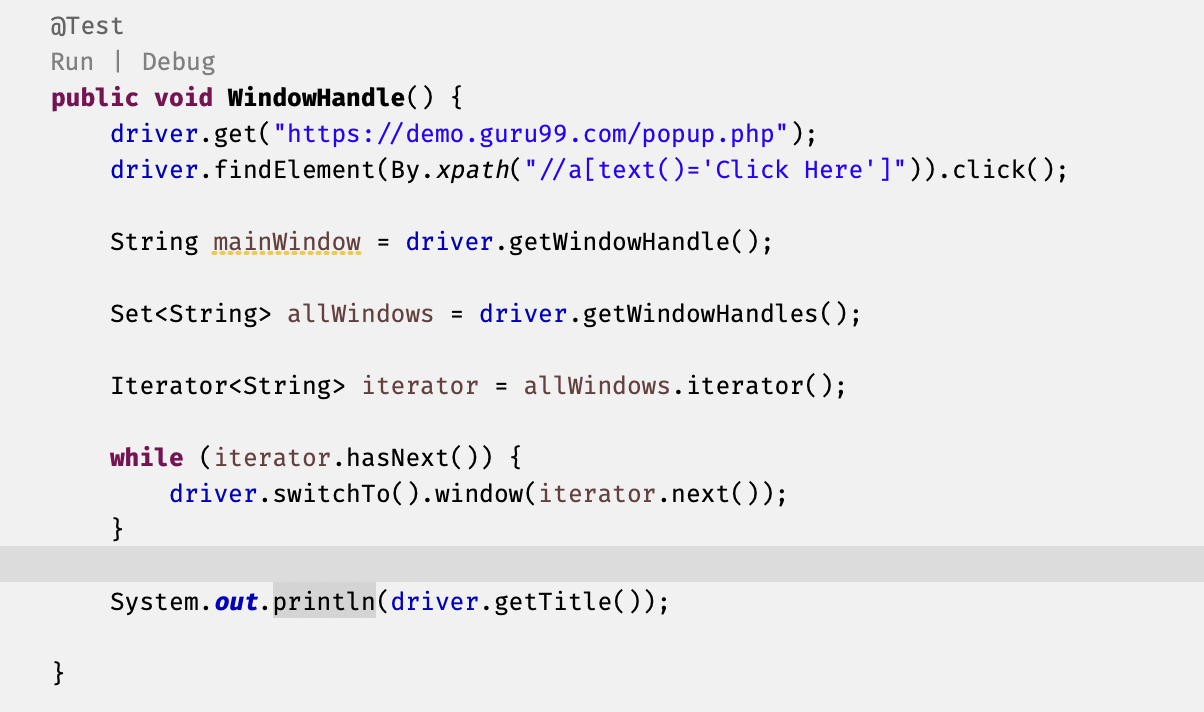 @Test
Run | Debug
public void WindowHandle() {
driver.get("https://demo.guru99.com/popup.php");
driver.findElement(By.xpath("//a[text()='Click Here']")).click();
String mainWindow = driver.getWindowHandle();
Set<String> allWindows = driver.getWindowHandles();
Iterator<String> iterator = allWindows.iterator();
while (iterator.hasNext()) {
driver.switchTo().window(iterator.next());
}
System.out.println(driver.getTitle());
}